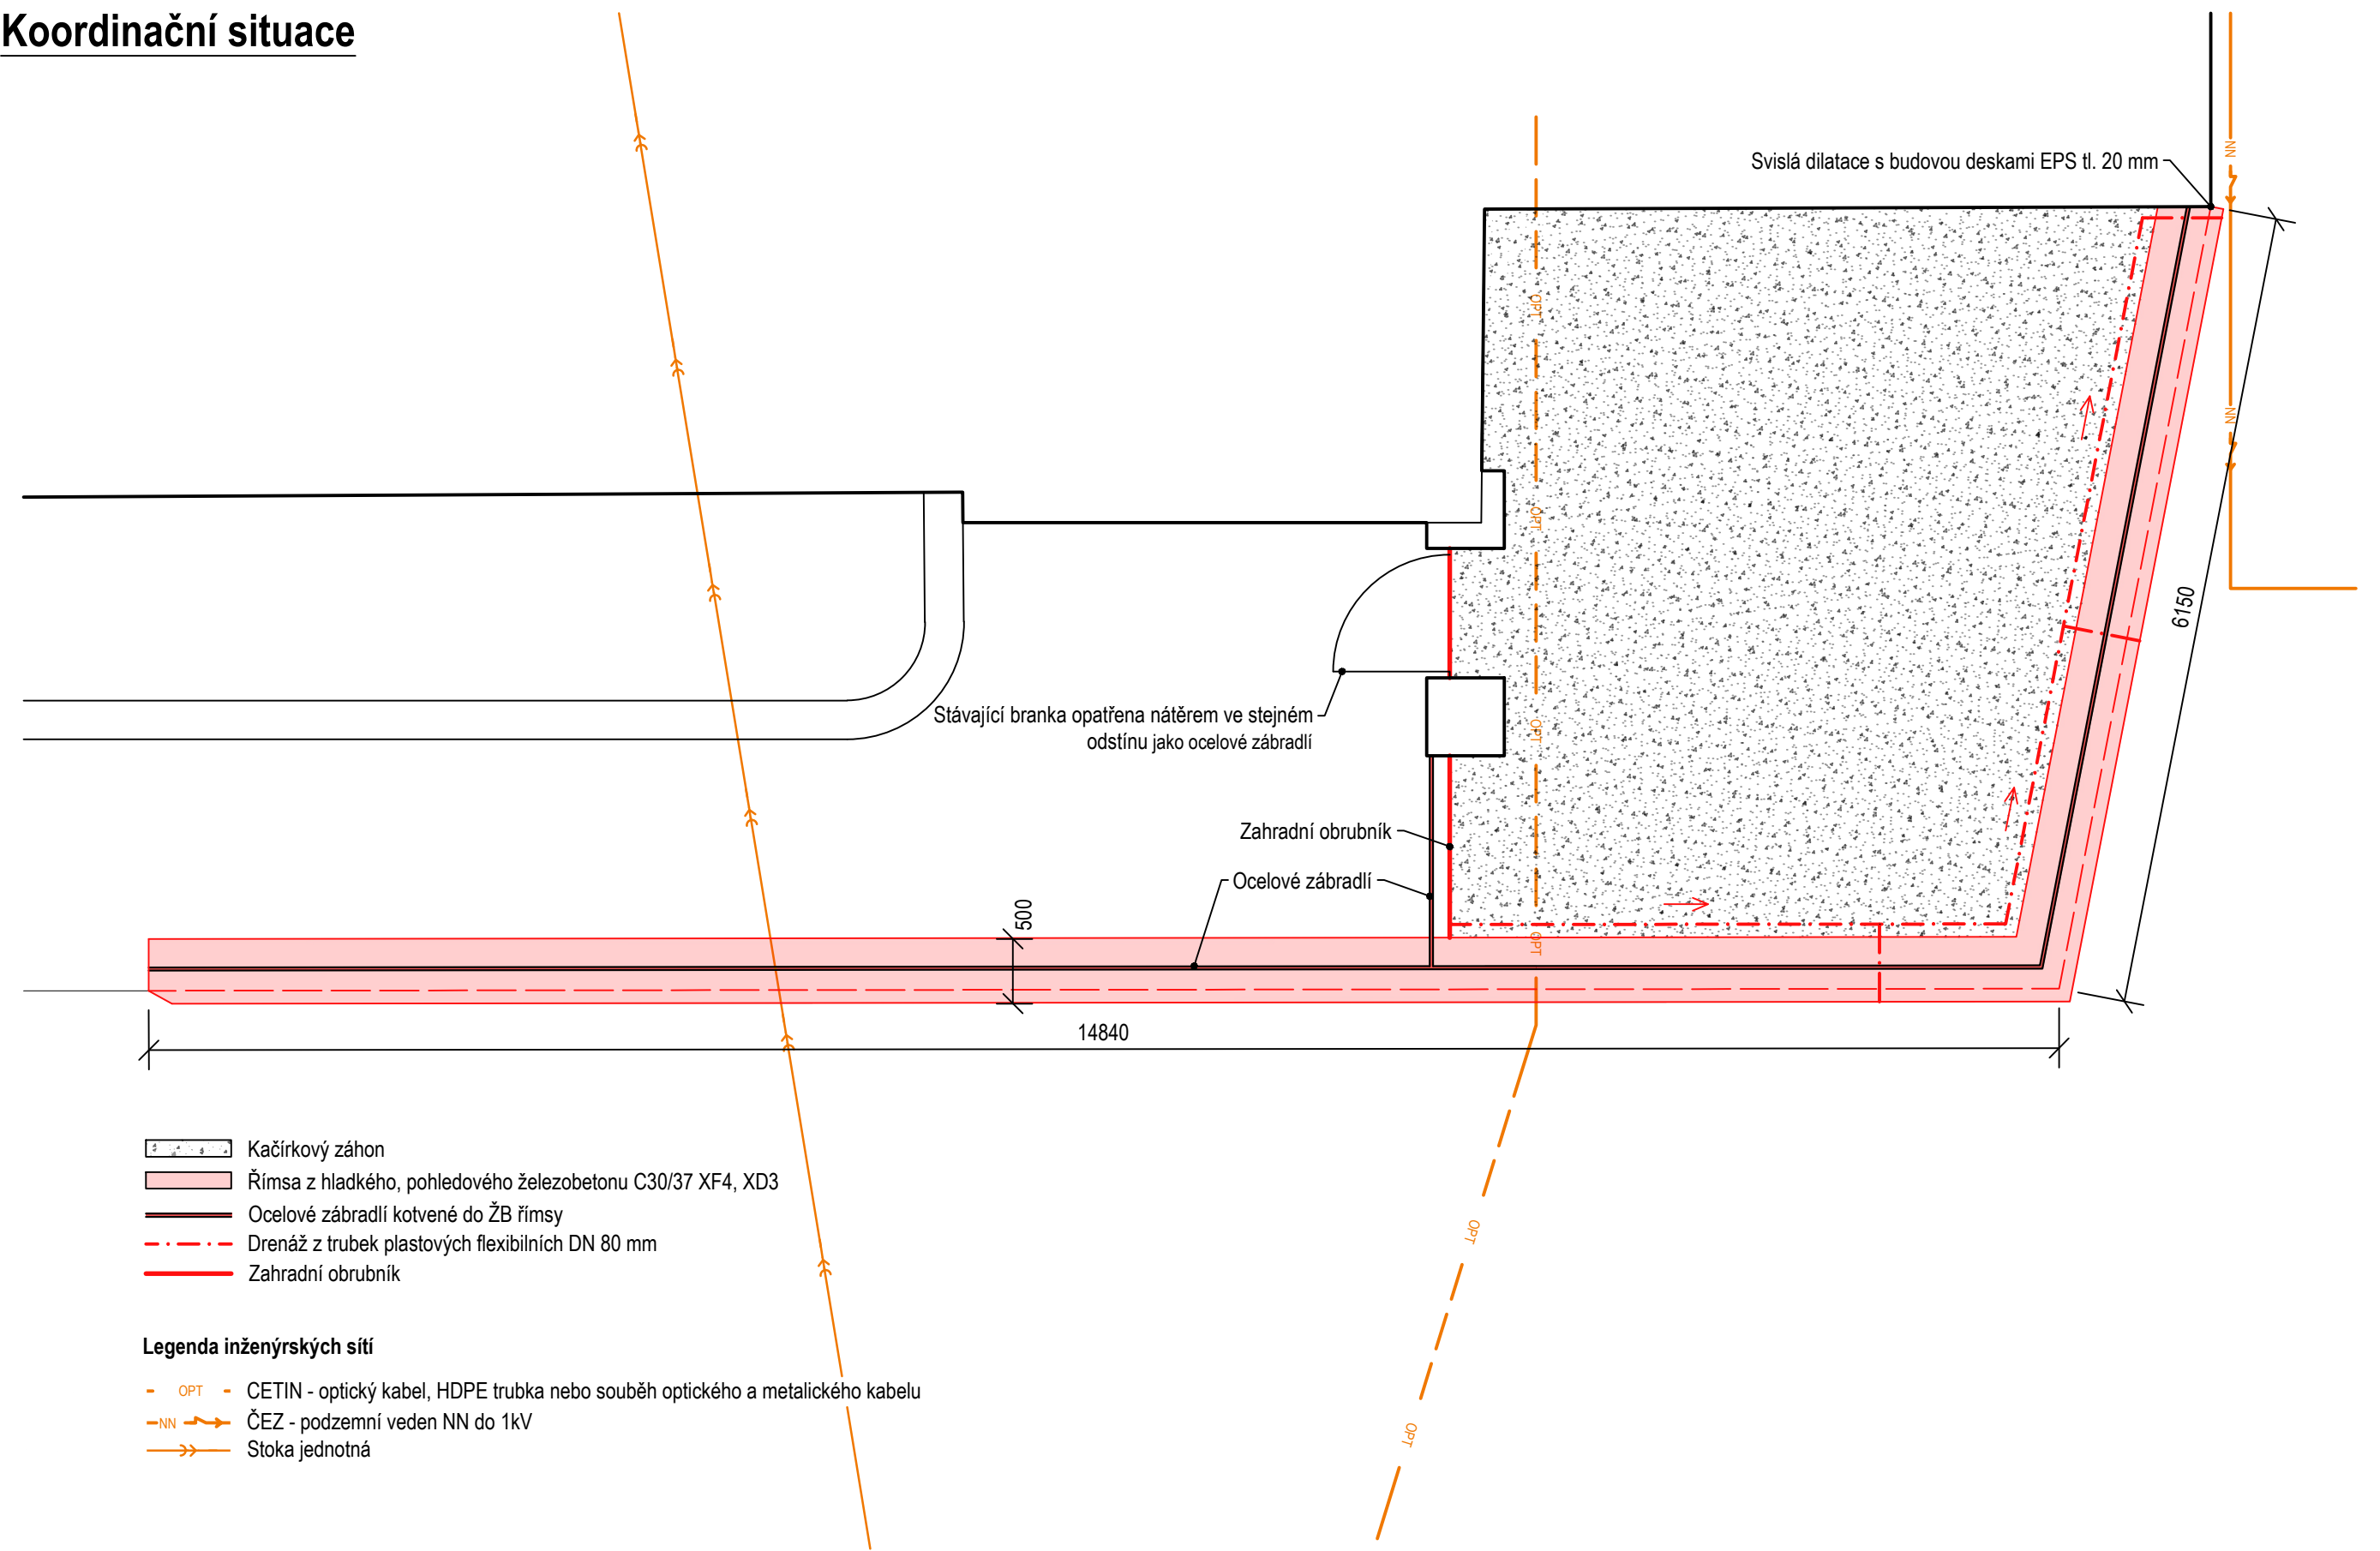 Koordinační situace
Svislá dilatace s budovou deskami EPS tl. 20 mm
NN
OPT
NN
OPT
6150
Stávající branka opatřena nátěrem ve stejném
odstínu jako ocelové zábradlí
OPT
Zahradní obrubník
Ocelové zábradlí
500
OPT
14840
Kačírkový záhon
Římsa z hladkého, pohledového železobetonu C30/37 XF4, XD3
Ocelové zábradlí kotvené do ŽB římsy
Drenáž z trubek plastových flexibilních DN 80 mm
Zahradní obrubník
OPT
Legenda inženýrských sítí
OPT CETIN - optický kabel, HDPE trubka nebo souběh optického a metalického kabelu
NN ČEZ - podzemní veden NN do 1kV
OPT
Stoka jednotná